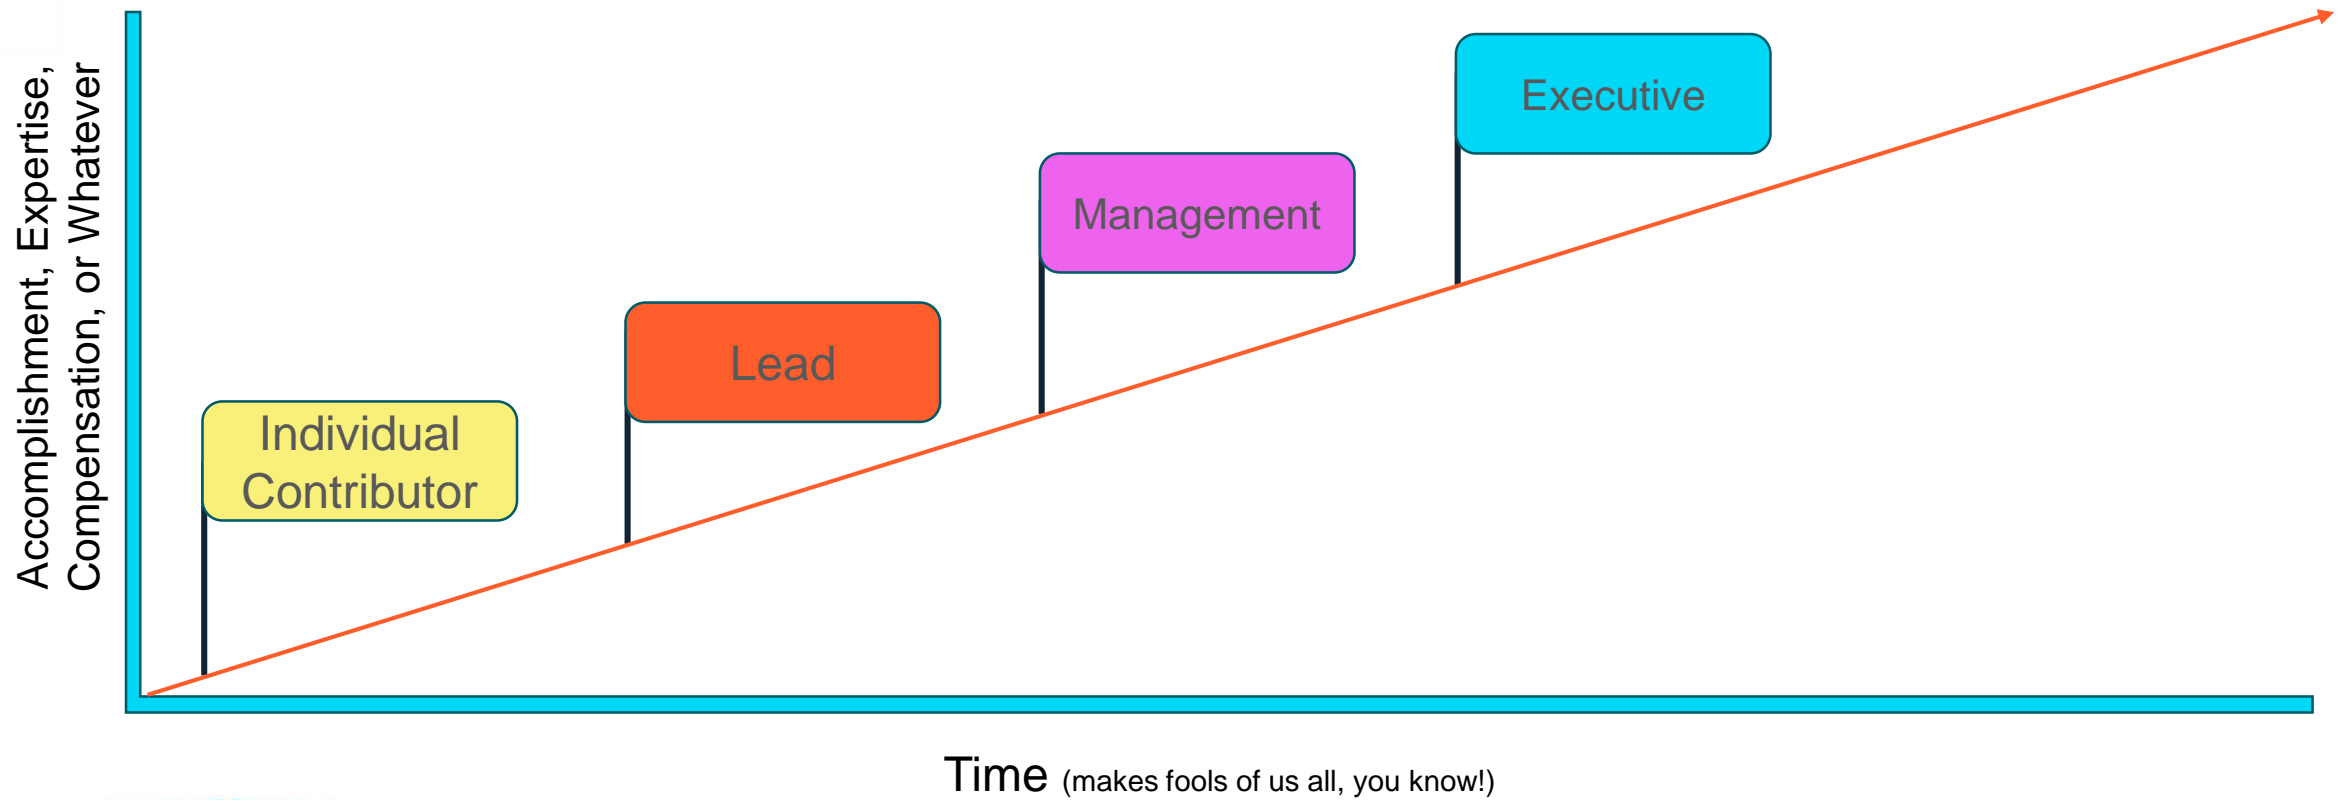 Accomplishment, Expertise,
Compensation, or Whatever
Executive
Management
Lead
Individual
Contributor
Time (makes fools of us all, you know!)